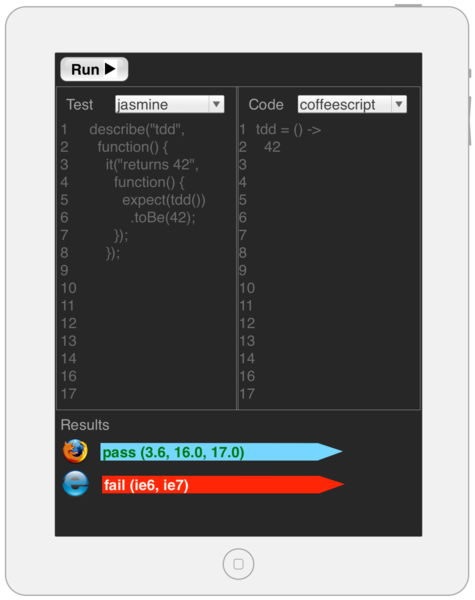 Run
Test jasmine Code coffeescript
1 describe("tdd",
2 function() {
3 it("returns 42",
4 function() {
5 expect(tdd())
6 .toBe(42);
7 });
8 });
9
10
11
12
13
14
16
17
1 tdd = () ->
2 42
3
4
5
6
7
8
9
10
11
12
13
14
16
17
Results
pass (3.6, 16.0, 17.0)
fail (ie6, ie7)